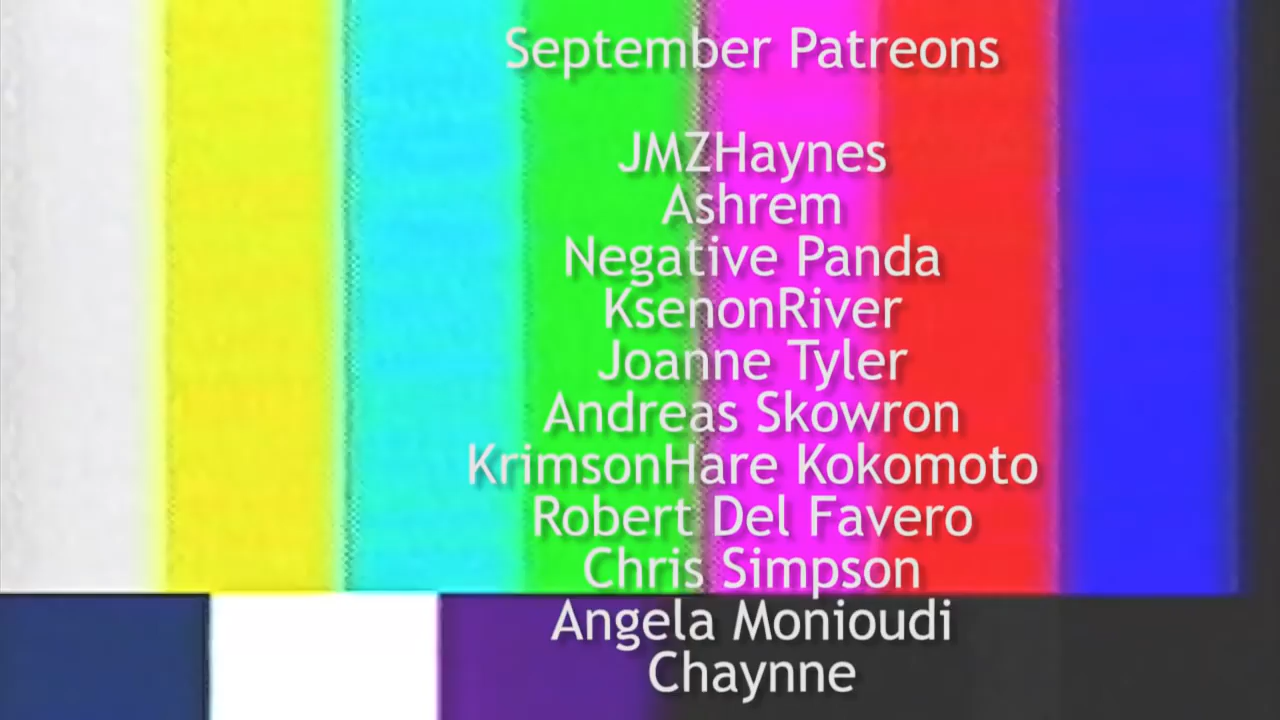 September Patreons
JMZHaynes
Ashrem
Negative Panda
KsenonRiver
Joanne Tyler
Andreas Skowron
KrimsonHare Kokomoto
Robert Del Favero
Chris Simpson
Angela Monioudi
Chaynne